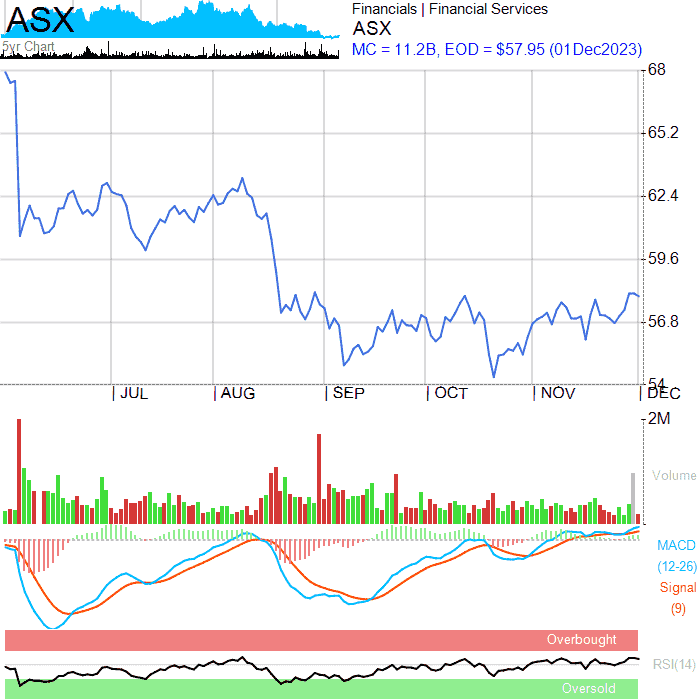 ASX
5yr Chart
Financials | Financial Services
ASX
MC = 11.2B, EOD = $57.95 (01Dec2023)
68
65.2
62.4
59.6
56.8
54
JUL
AUG
SEP
OCT
NOV
DEC
2M
Volume
MACD
(12-26)
Signal
(9)
Overbought
RSI(14)
Oversold